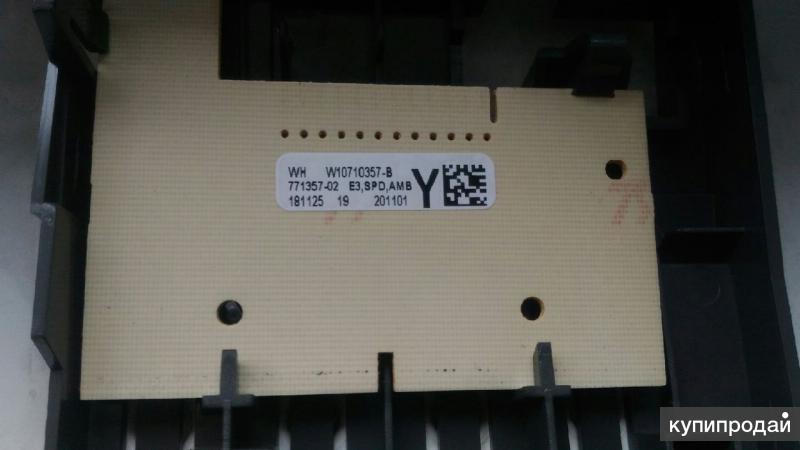 WH W10710357-B
771357-02 E3,SPD,AMB Y
181125 19 201101
купипродай